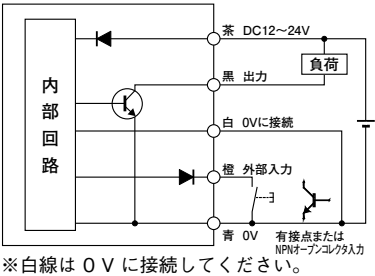 茶 DC12〜24V
負荷
黒 出力
内部回路
白 0Vに接続
橙 外部入力
青 0V
有接点または
NPNオープンコレクタ入力
※白線は０Ｖに接続してください。